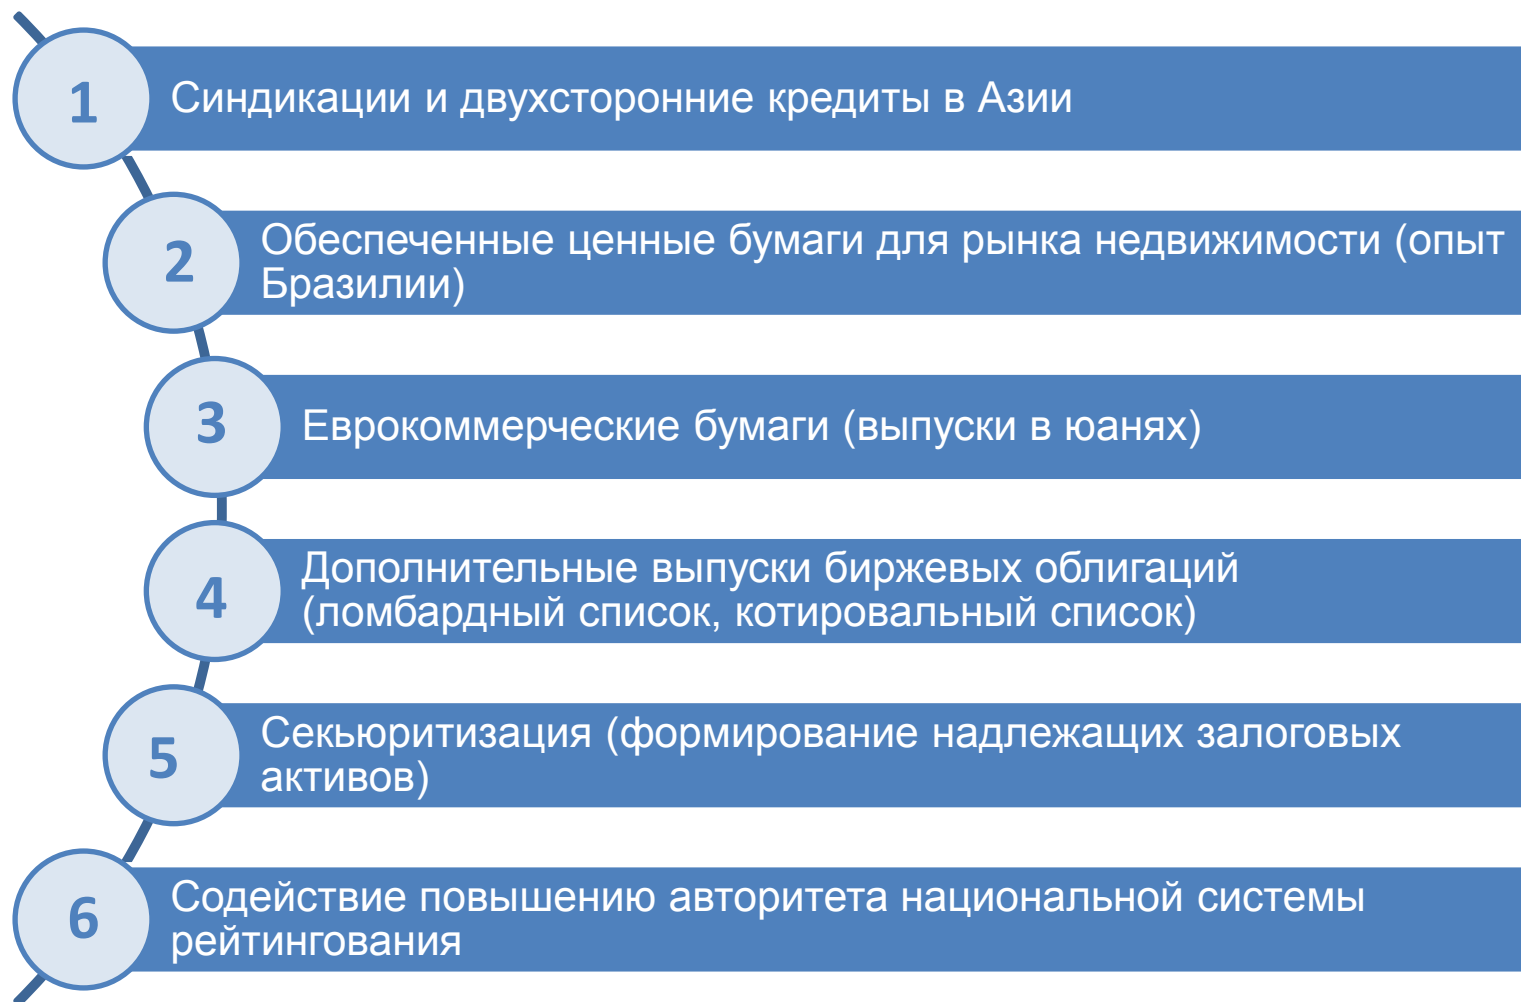 1
Синдикации и двухсторонние кредиты в Азии
2
Обеспеченные ценные бумаги для рынка недвижимости (опыт
Бразилии)
3
Еврокоммерческие бумаги (выпуски в юанях)
4
Дополнительные выпуски биржевых облигаций
(ломбардный список, котировальный список)
5
Секьюритизация (формирование надлежащих залоговых
активов)
6
Содействие повышению авторитета национальной системы
рейтингования